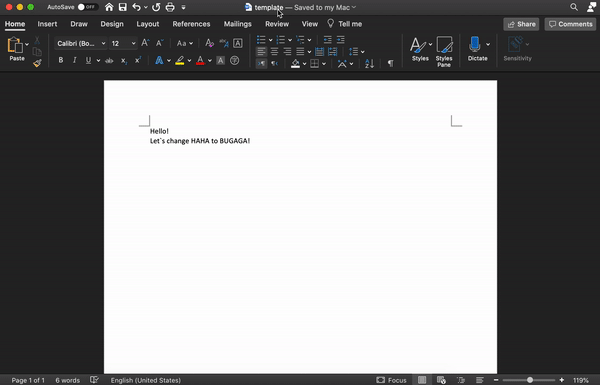 AutoSave OFF template — Saved to my Mac
Home Insert Draw Design Layout References Mailings Review View Tell me Share Comments
Paste Calibri (Bo... 12 Aa Styles Styles Pane Dictate Sensitivity
Hello!
Let`s change HAHA to BUGAGA!
Page 1 of 1 6 words English (United States) Focus 119%